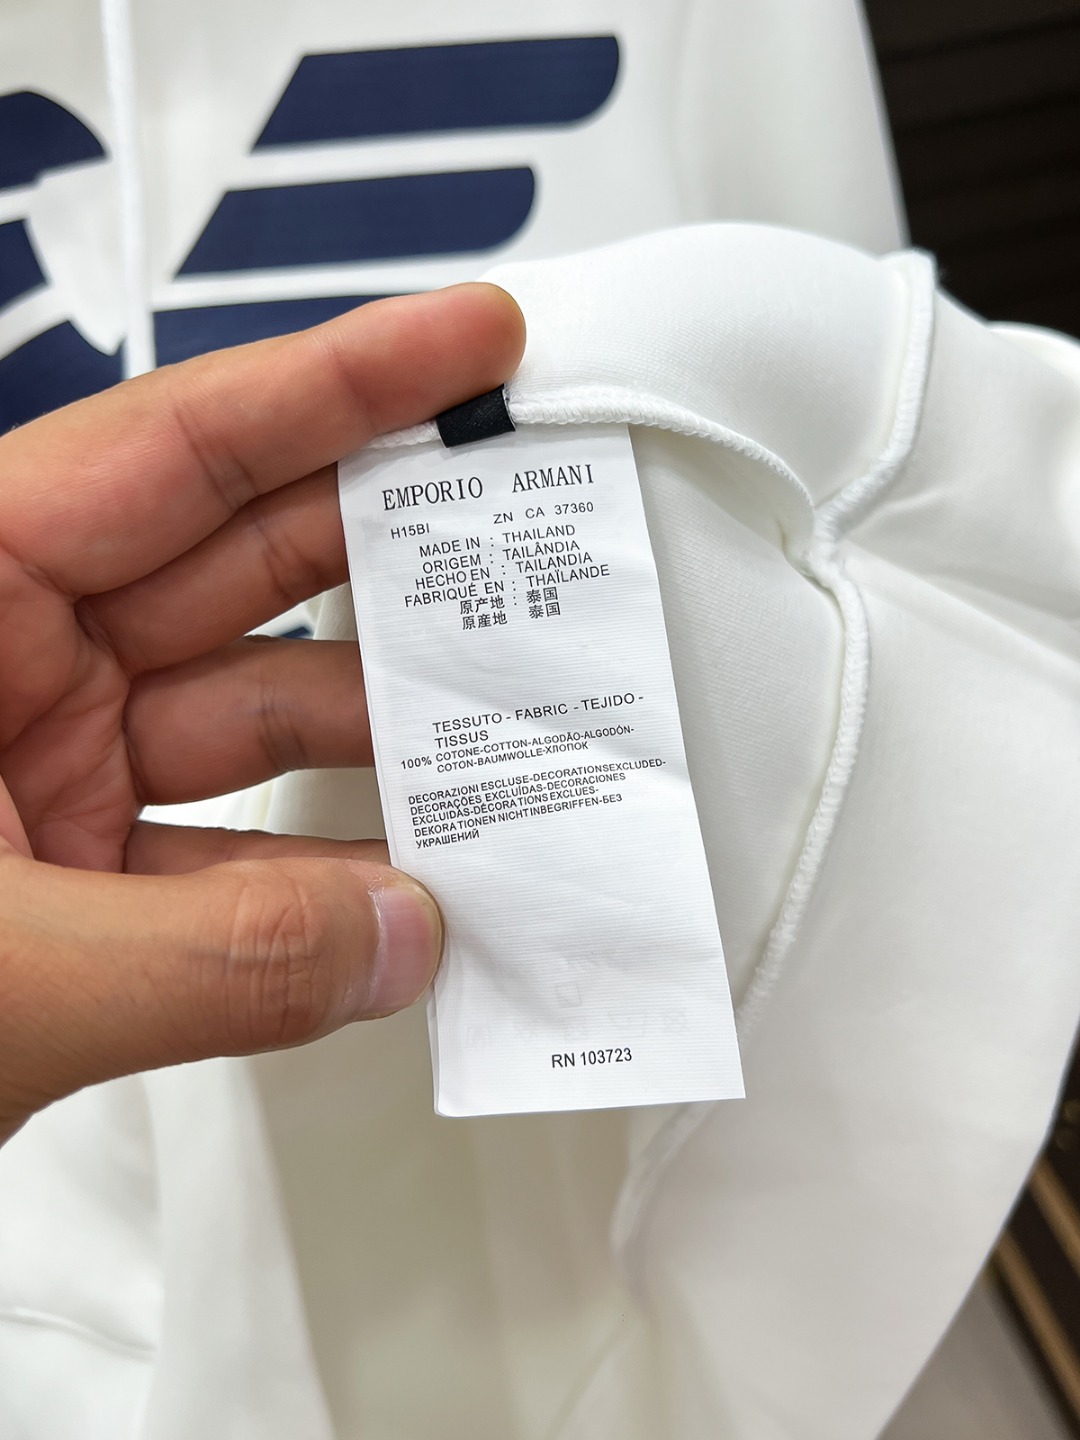 EMPORIO ARMANI
H15BI ZN CA 37360
MADE IN : THAILAND
ORIGEM : TAILÂNDIA
HECHO EN : TAILANDIA
FABRIQUÉ EN : THAÏLANDE
原产地 : 泰国
原産地 泰国
TESSUTO - FABRIC - TEJIDO -
TISSUS
100% COTONE-COTTON-ALGODÃO-ALGODÓN-
COTON-BAUMWOLLE-ХЛОПОК
DECORAZIONI ESCLUSE-DECORATIONSEXCLUDED-
DECORAÇÕES EXCLUÍDAS-DECORACIONES
EXCLUIDAS-DÉCORATIONS EXCLUES-
DEKORATIONEN NICHTINBEGRIFFEN-БЕЗ
УКРАШЕНИЙ
RN 103723